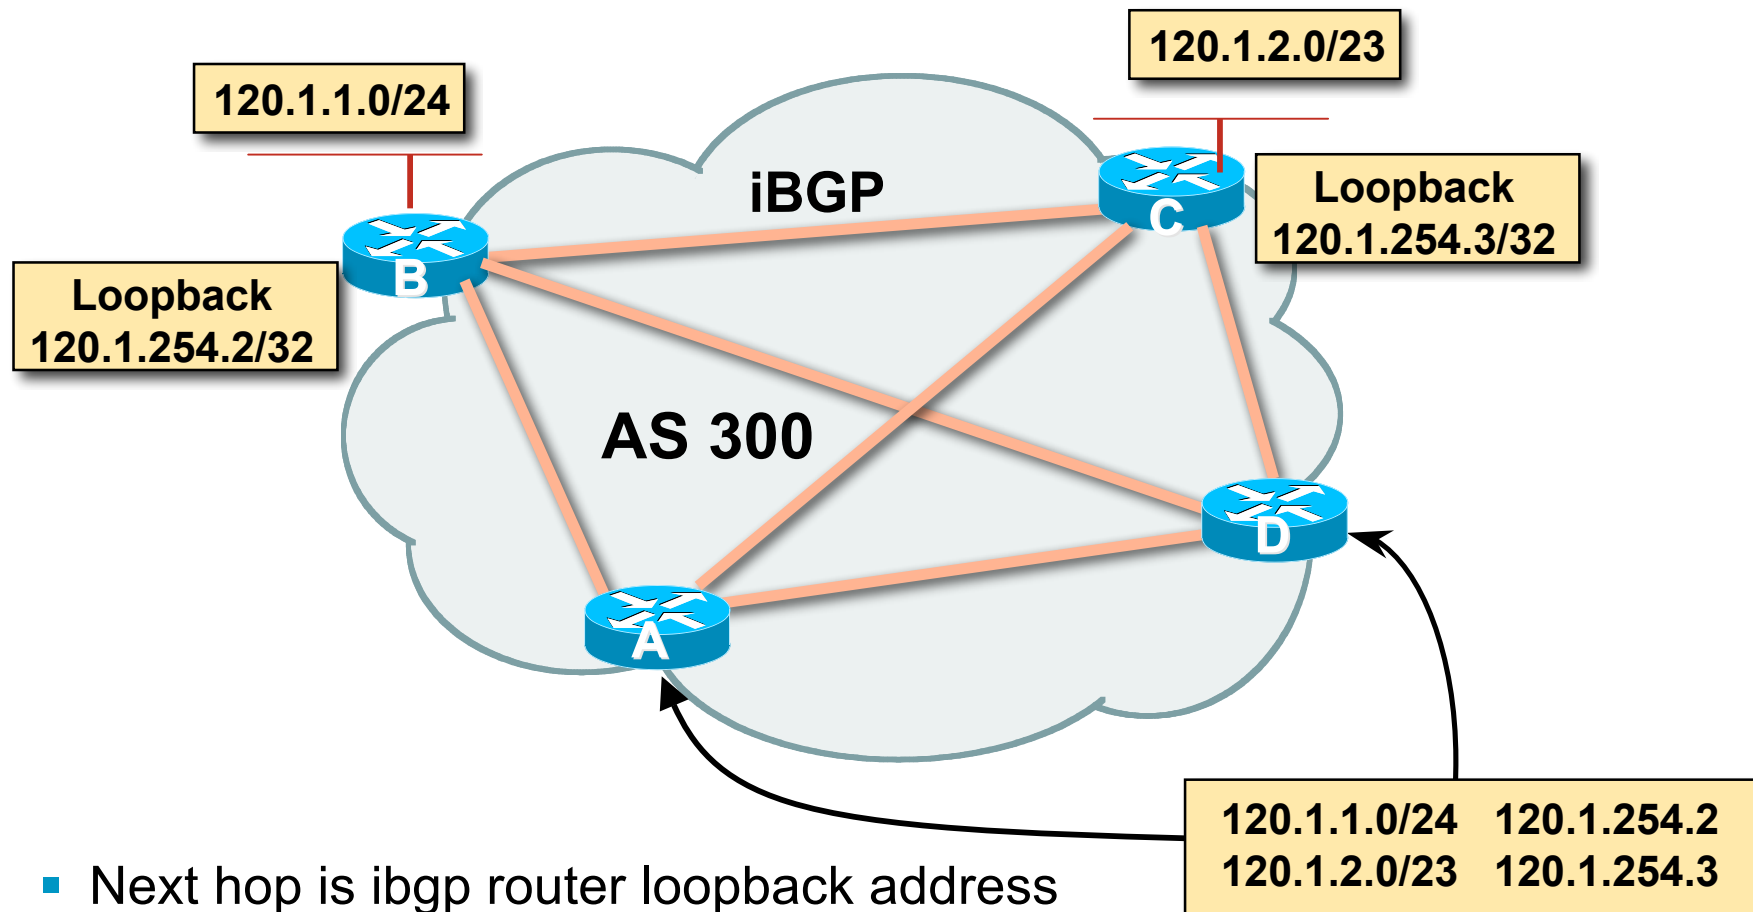 120.1.2.0/23
120.1.1.0/24
iBGP
C
Loopback
120.1.254.3/32
B
Loopback
120.1.254.2/32
AS 300
D
A
120.1.1.0/24 120.1.254.2
120.1.2.0/23 120.1.254.3
Next hop is ibgp router loopback address